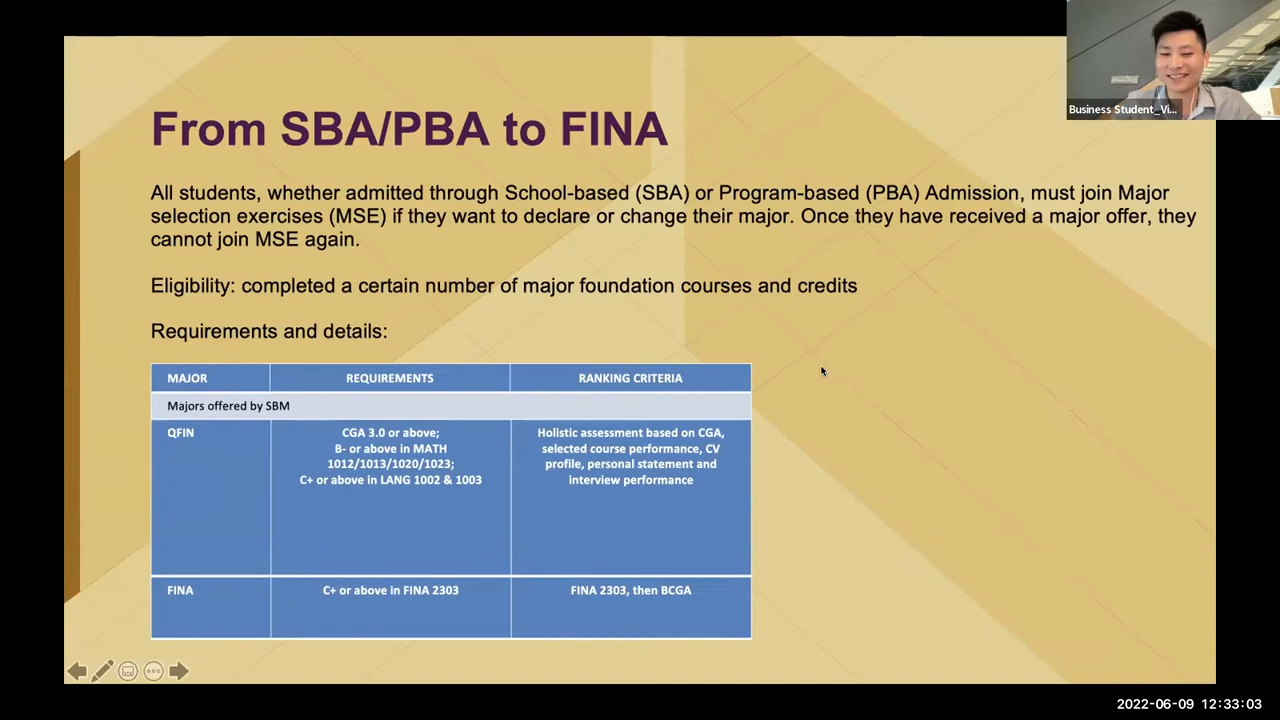 Business Student_Vi...
From SBA/PBA to FINA
All students, whether admitted through School-based (SBA) or Program-based (PBA) Admission, must join Major
selection exercises (MSE) if they want to declare or change their major. Once they have received a major offer, they
cannot join MSE again.
Eligibility: completed a certain number of major foundation courses and credits
Requirements and details:
MAJOR REQUIREMENTS RANKING CRITERIA
Majors offered by SBM
QFIN
CGA 3.0 or above;
B- or above in MATH
1012/1013/1020/1023;
C+ or above in LANG 1002 & 1003
Holistic assessment based on CGA,
selected course performance, CV
profile, personal statement and
interview performance
FINA C+ or above in FINA 2303 FINA 2303, then BCGA
2022-06-09 12:33:03